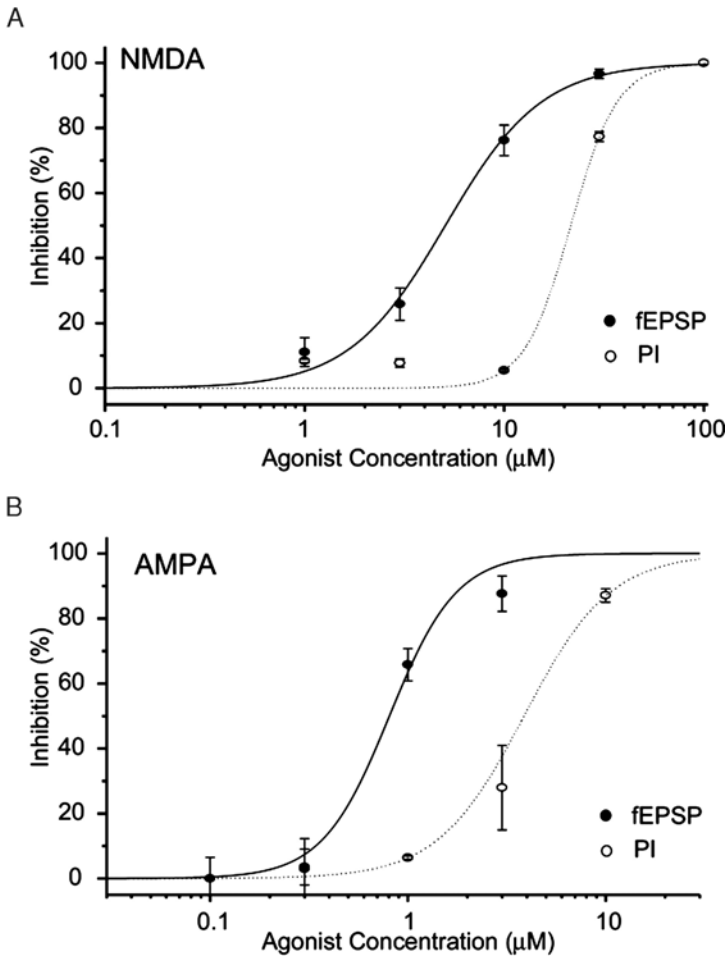 A
NMDA
100
80
60
40
20
0
Inhibition (%)
fEPSP
PI
0.1 1 10 100
Agonist Concentration (μM)
B
AMPA
100
80
60
40
20
0
Inhibition (%)
fEPSP
PI
0.1 1 10
Agonist Concentration (μM)